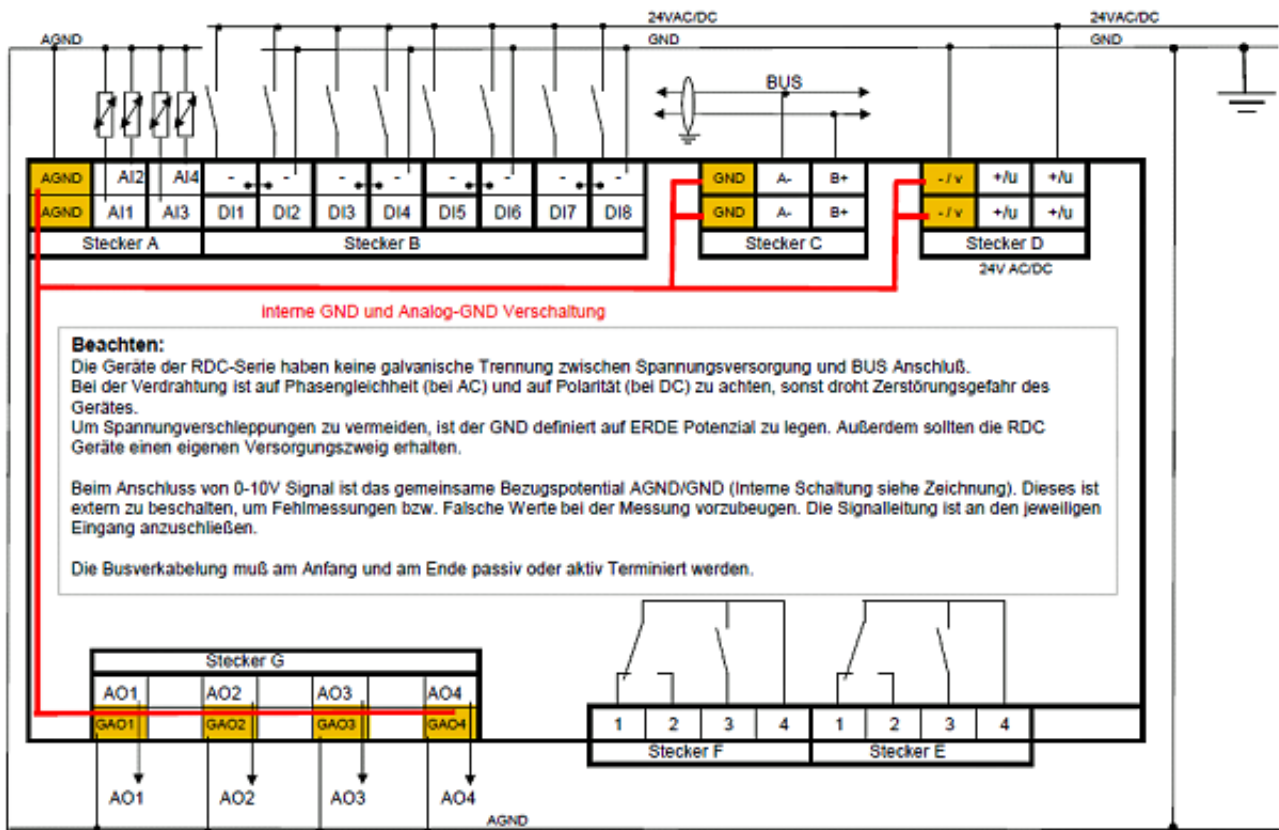 24VAC/DC 24VAC/DC
AGND GND GND
BUS
AGND AI2 AI4 - - - - - - - - GND A- B+ - / v +/u +/u
AGND AI1 AI3 DI1 DI2 DI3 DI4 DI5 DI6 DI7 DI8 GND A- B+ - / v +/u +/u
Stecker A Stecker B Stecker C Stecker D
24V AC/DC
interne GND und Analog-GND Verschaltung
Beachten:
Die Geräte der RDC-Serie haben keine galvanische Trennung zwischen Spannungsversorgung und BUS Anschluß.
Bei der Verdrahtung ist auf Phasengleichheit (bei AC) und auf Polarität (bei DC) zu achten, sonst droht Zerstörungsgefahr des
Gerätes.
Um Spannungverschleppungen zu vermeiden, ist der GND definiert auf ERDE Potenzial zu legen. Außerdem sollten die RDC
Geräte einen eigenen Versorgungszweig erhalten.
Beim Anschluss von 0-10V Signal ist das gemeinsame Bezugspotential AGND/GND (Interne Schaltung siehe Zeichnung). Dieses ist
extern zu beschalten, um Fehlmessungen bzw. Falsche Werte bei der Messung vorzubeugen. Die Signalleitung ist an den jeweiligen
Eingang anzuschließen.
Die Busverkabelung muß am Anfang und am Ende passiv oder aktiv Terminiert werden.
Stecker G
AO1 AO2 AO3 AO4
GAO1 GAO2 GAO3 GAO4
1 2 3 4 1 2 3 4
Stecker F Stecker E
AO1 AO2 AO3 AO4
AGND